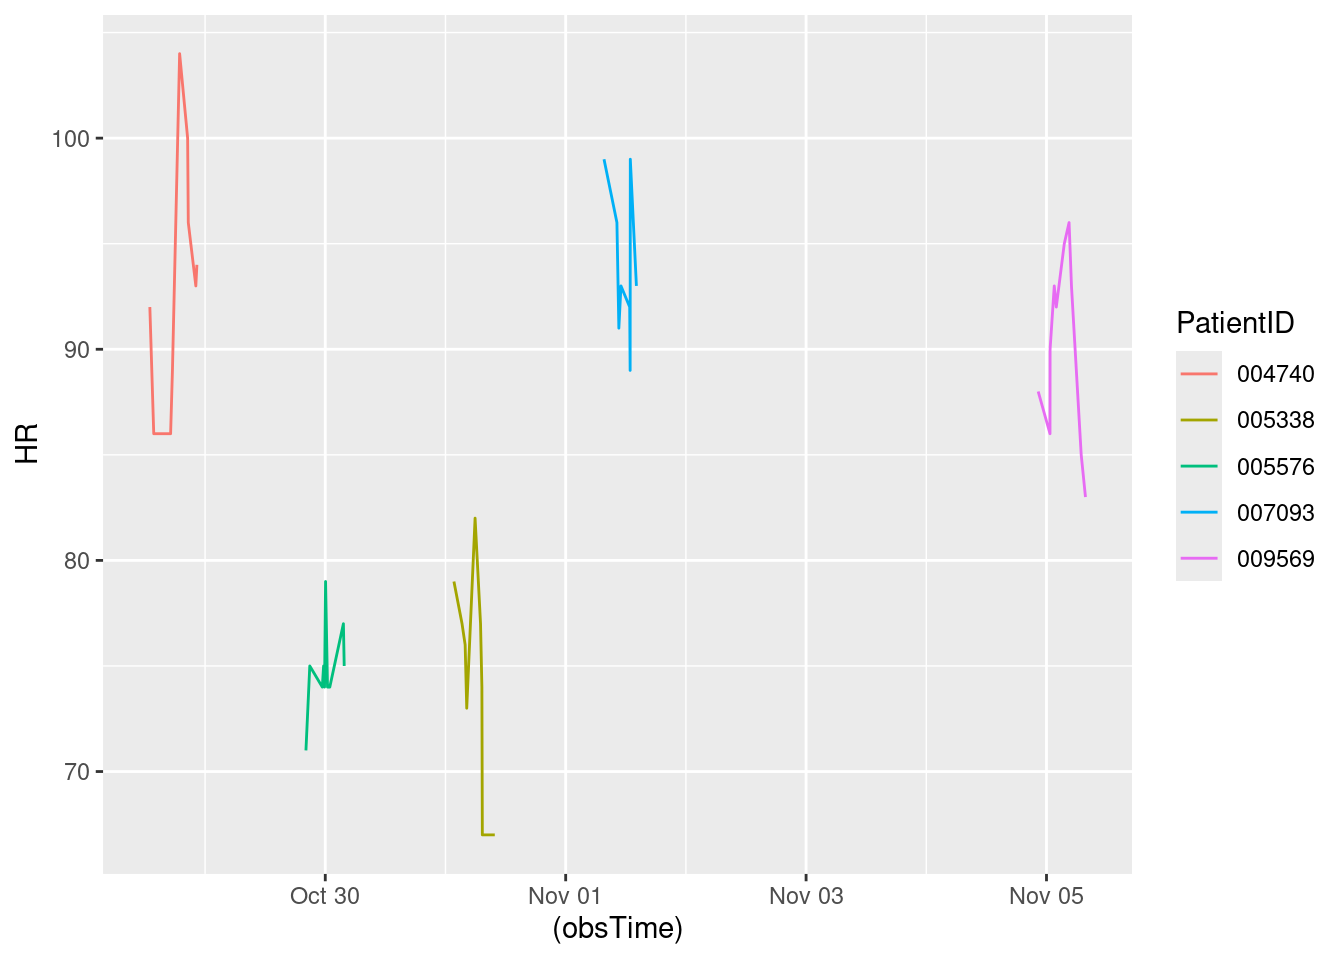 100
90
80
70
HR
Oct 30
Nov 01
Nov 03
Nov 05
(obsTime)
PatientID
004740
005338
005576
007093
009569